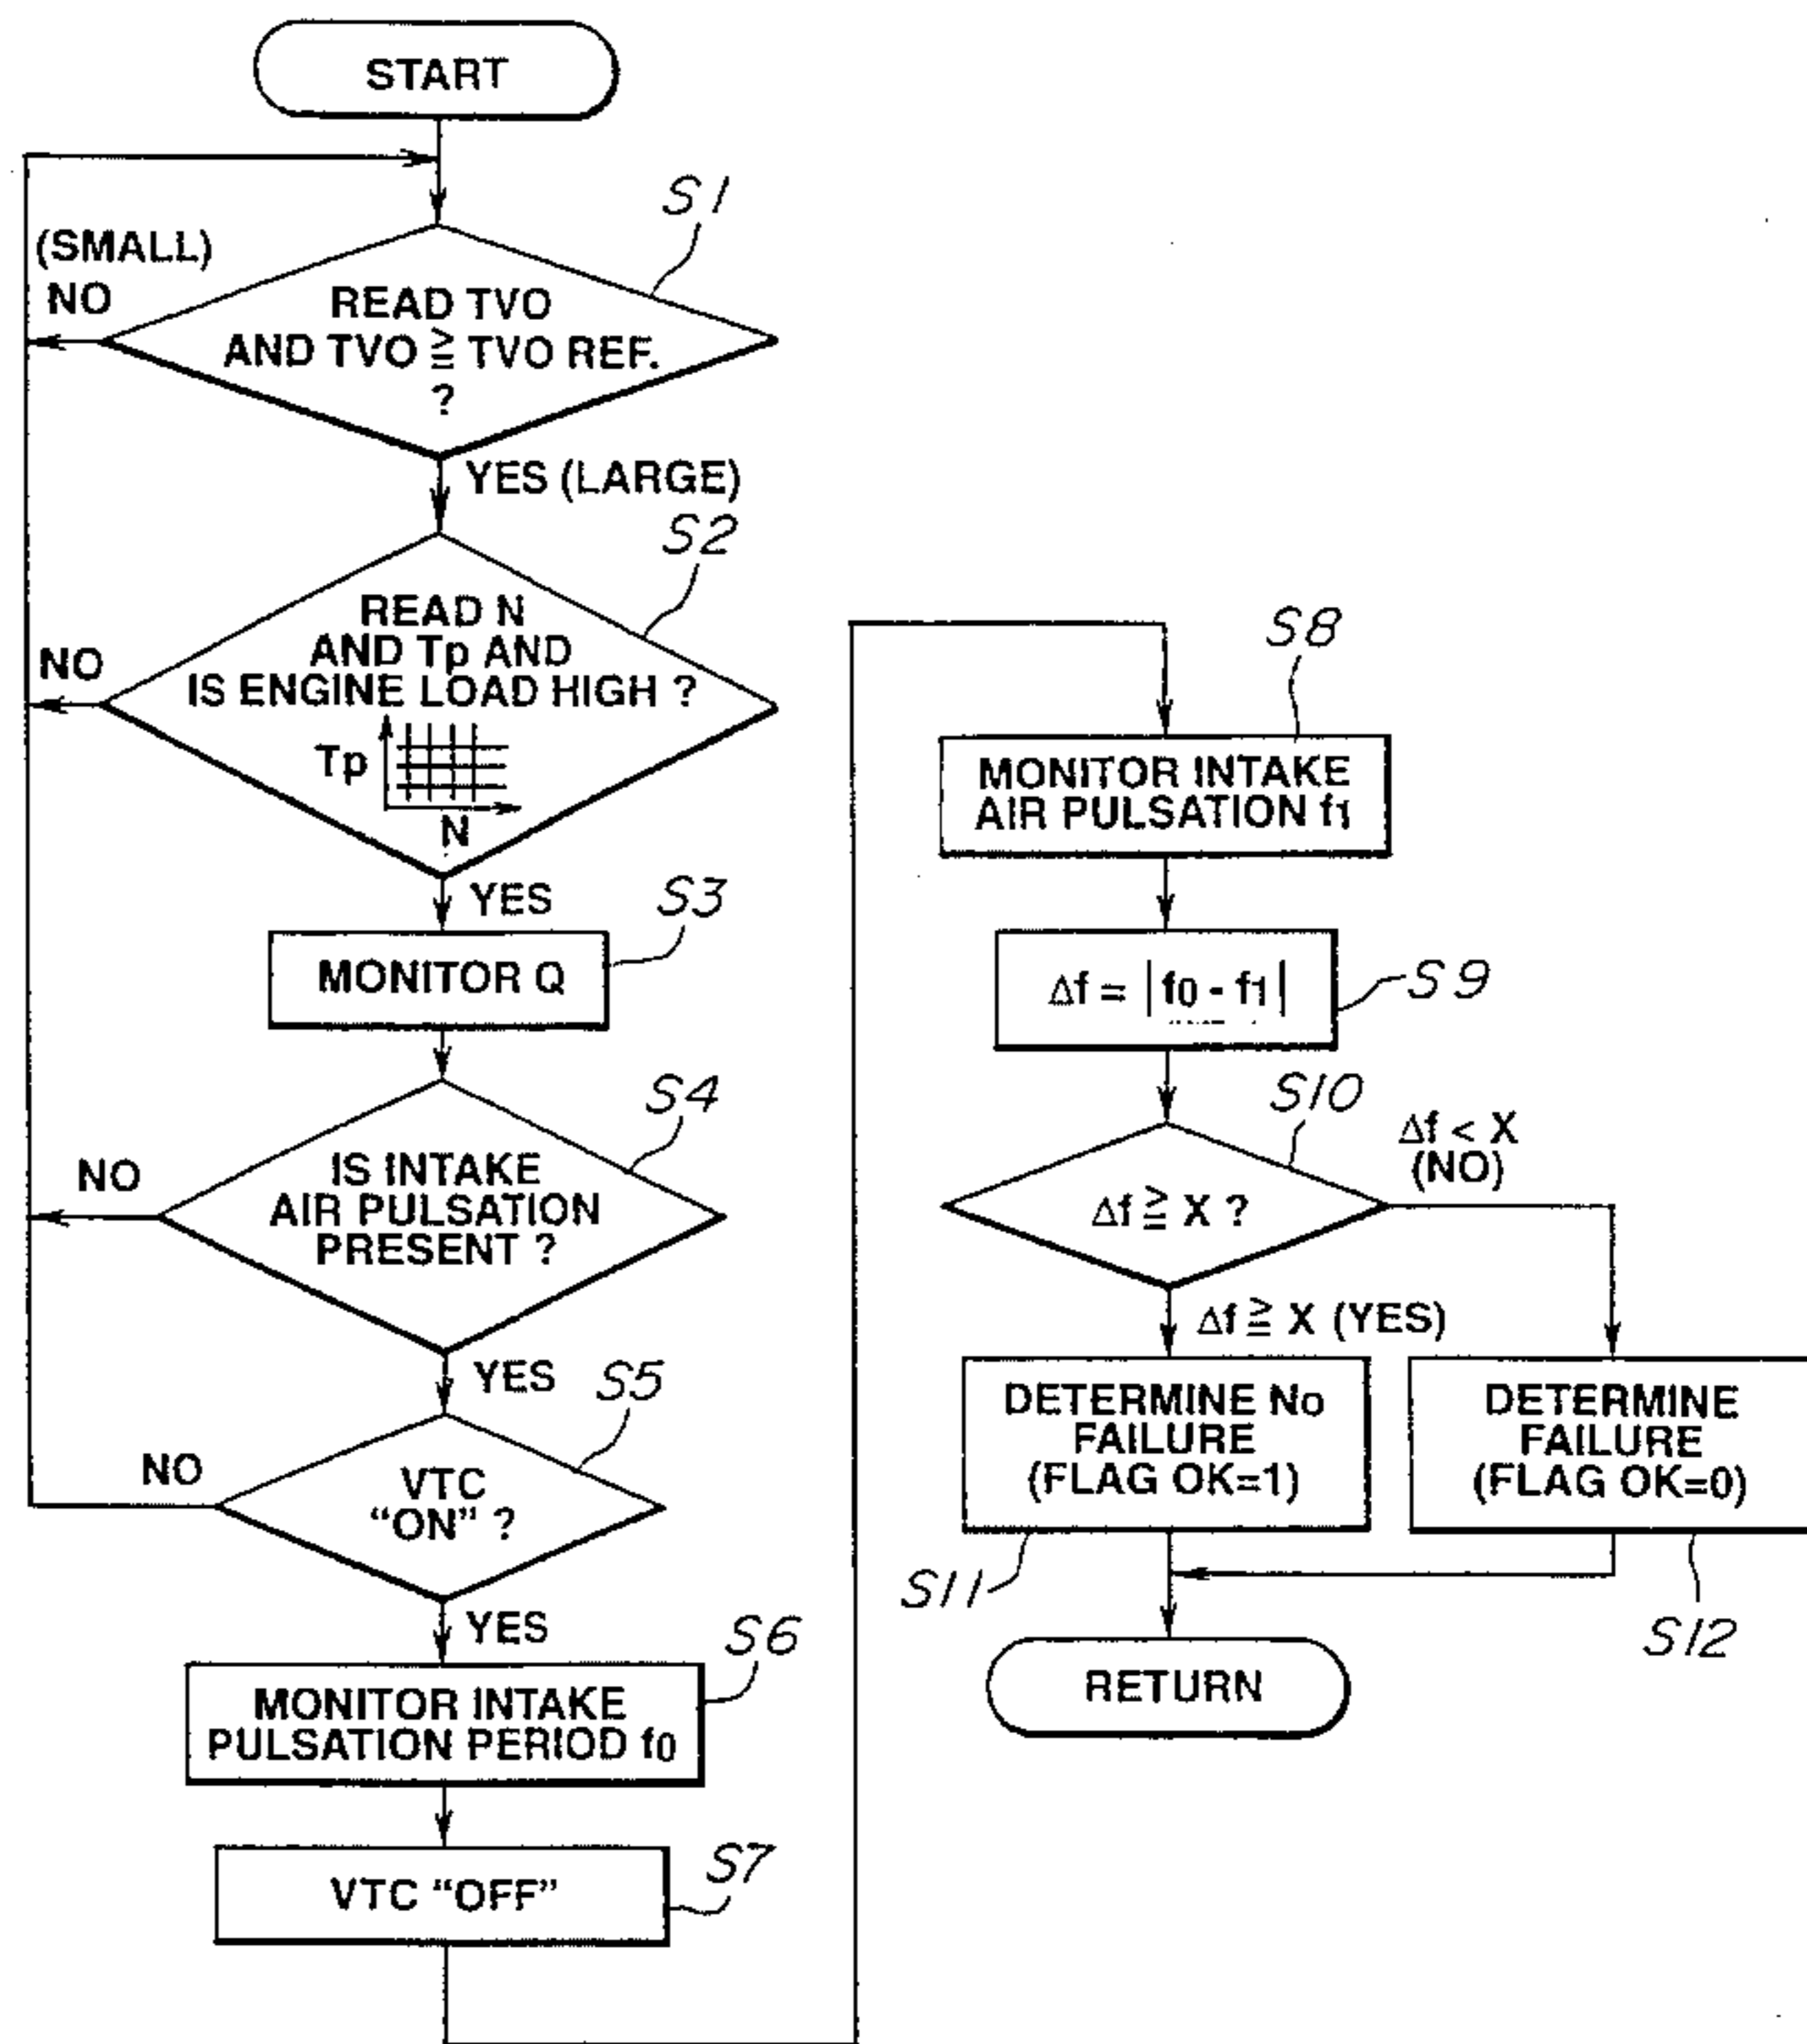 START
S1
(SMALL)
NO
READ TVO
AND TVO ≧ TVO REF.
?
YES (LARGE)
S2
READ N
AND Tp AND
IS ENGINE LOAD HIGH ?
NO
Tp
N
YES
S3
MONITOR Q
S4
IS INTAKE
AIR PULSATION
PRESENT ?
NO
YES
S5
VTC
“ON” ?
NO
YES
S6
MONITOR INTAKE
PULSATION PERIOD f0
S7
VTC “OFF”
S8
MONITOR INTAKE
AIR PULSATION f1
Δf = | f0 - f1 |
S9
S10
Δf < X
(NO)
Δf ≧ X ?
Δf ≧ X (YES)
DETERMINE No
FAILURE
(FLAG OK=1)
S11
DETERMINE
FAILURE
(FLAG OK=0)
S12
RETURN